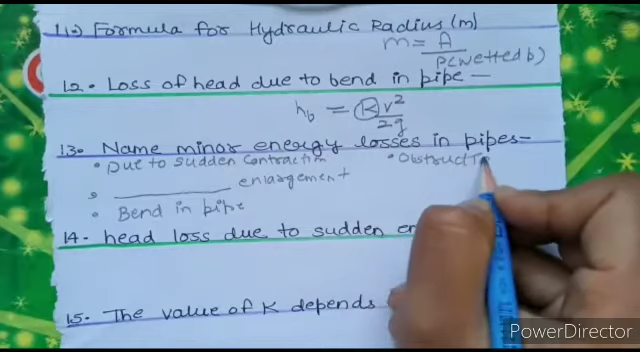 11.) Formula for Hydraulic Radius (m)
m = A
P(wetted b)
12. Loss of head due to bend in pipe -
hb = K v²
2g
13. Name minor energy losses in pipes-
• Due to sudden contraction • Obstruct
• ________ enlargement
• Bend in pipe
14- head loss due to sudden en
15. The value of K depends
PowerDirector